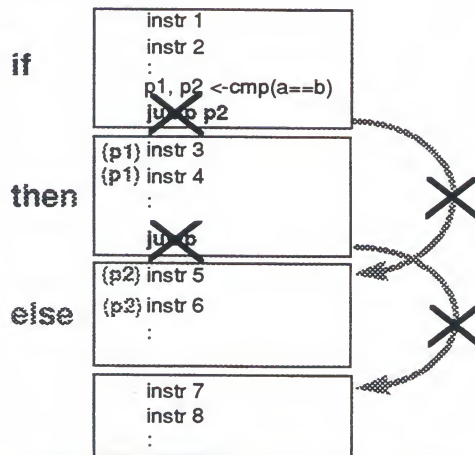 instr 1
instr 2
:
if
p1, p2 <-cmp(a==b)
jump p2
(p1) instr 3
(p1) instr 4
then
:
jump
(p2) instr 5
else
(p2) instr 6
:
instr 7
instr 8
: